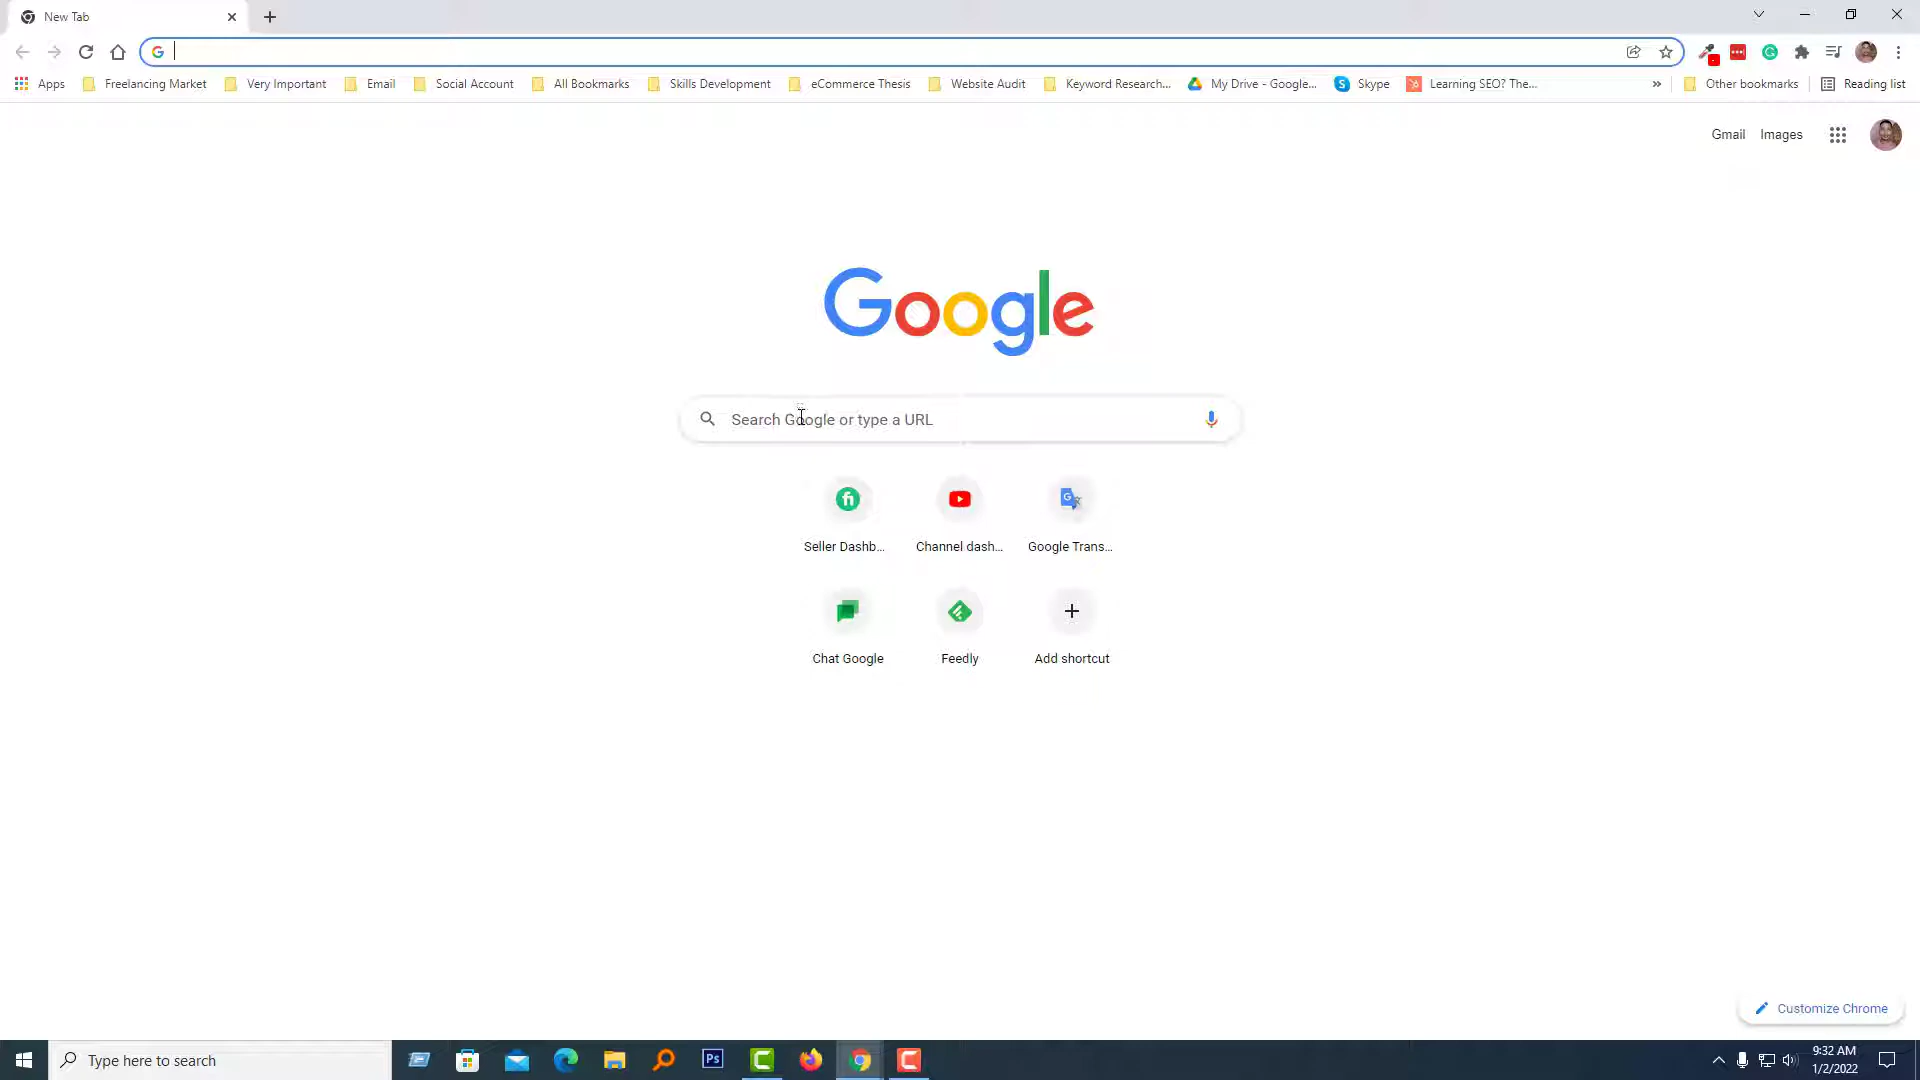 New Tab
Apps Freelancing Market Very Important Email Social Account All Bookmarks Skills Development eCommerce Thesis Website Audit Keyword Research... My Drive - Google... Skype Learning SEO? The... » Other bookmarks Reading list
Gmail Images
Google
Search Google or type a URL
Seller Dashb... Channel dash... Google Trans...
Chat Google Feedly Add shortcut
Customize Chrome
Type here to search
Ps
9:32 AM
1/2/2022